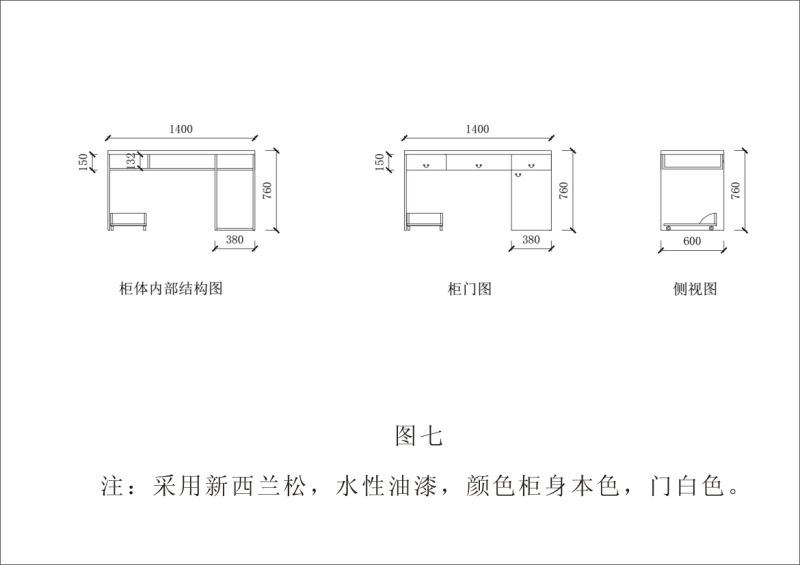 1400
150
132
760
380
柜体内部结构图
1400
150
760
380
柜门图
760
600
侧视图
图七
注：采用新西兰松，水性油漆，颜色柜身本色，门白色。